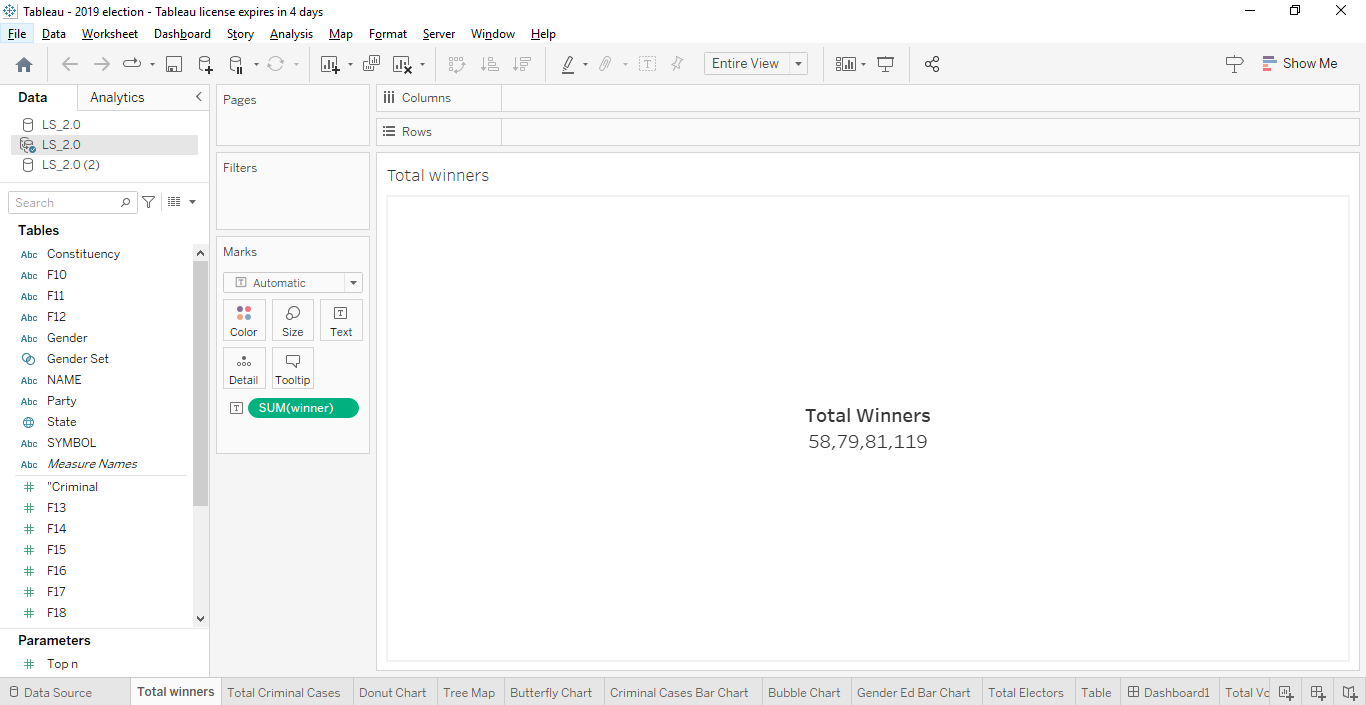 Tableau - 2019 election - Tableau license expires in 4 days
File Data Worksheet Dashboard Story Analysis Map Format Server Window Help
Entire View
Show Me
Data Analytics
LS_2.0
LS_2.0
LS_2.0 (2)
Search
Tables
Abc Constituency
Abc F10
Abc F11
Abc F12
Abc Gender
Gender Set
Abc NAME
Abc Party
State
Abc SYMBOL
Abc Measure Names
# "Criminal
# F13
# F14
# F15
# F16
# F17
# F18
Parameters
# Top n
Pages
Filters
Marks
T Automatic
Color Size T Text
Detail Tooltip
T SUM(winner)
Columns
Rows
Total winners
Total Winners
58,79,81,119
Data Source Total winners Total Criminal Cases Donut Chart Tree Map Butterfly Chart Criminal Cases Bar Chart Bubble Chart Gender Ed Bar Chart Total Electors Table Dashboard1 Total Vo